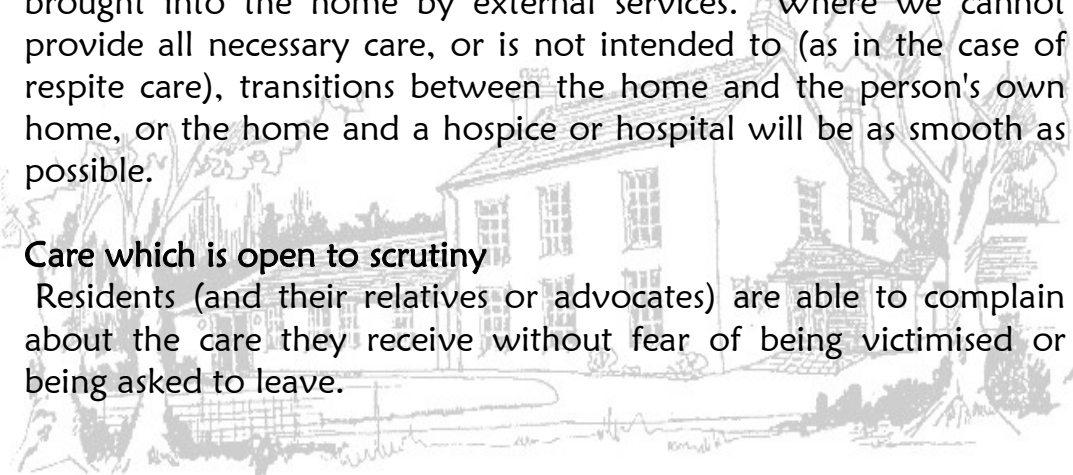 brought into the home by external services. Where we cannot
provide all necessary care, or is not intended to (as in the case of
respite care), transitions between the home and the person's own
home, or the home and a hospice or hospital will be as smooth as
possible.
Care which is open to scrutiny
Residents (and their relatives or advocates) are able to complain
about the care they receive without fear of being victimised or
being asked to leave.